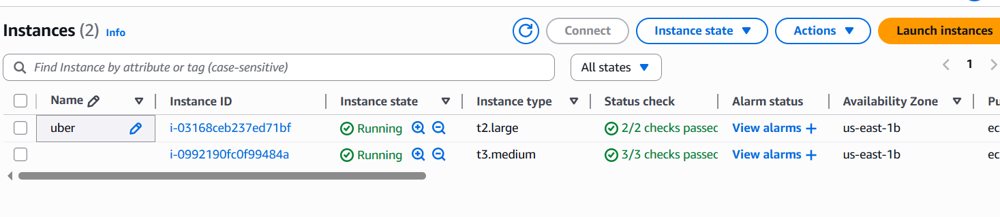 Instances (2) Info Connect Instance state Actions Launch instances
Find Instance by attribute or tag (case-sensitive) All states 1
Name Instance ID Instance state Instance type Status check Alarm status Availability Zone Pu
uber i-03168ceb237ed71bf Running t2.large 2/2 checks passec View alarms + us-east-1b ec
i-0992190fc0f99484a Running t3.medium 3/3 checks passec View alarms + us-east-1b ec